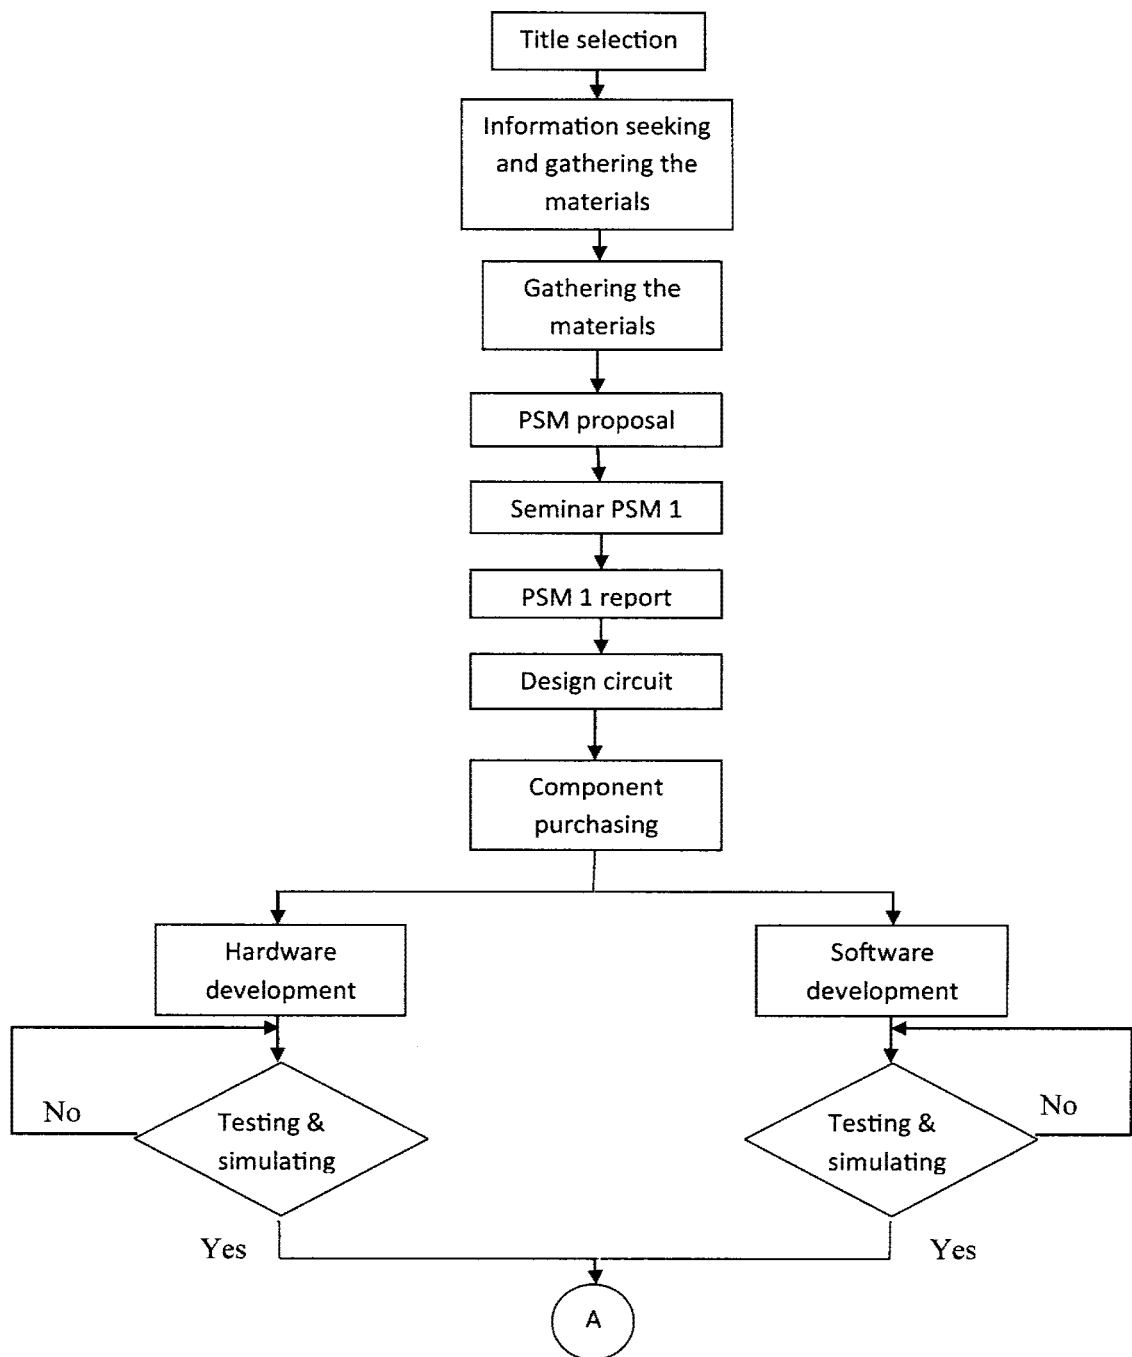 Title selection
Information seeking
and gathering the
materials
Gathering the
materials
PSM proposal
Seminar PSM 1
PSM 1 report
Design circuit
Component
purchasing
Hardware
development
Software
development
No
Testing &
simulating
Testing &
simulating
No
Yes
Yes
A